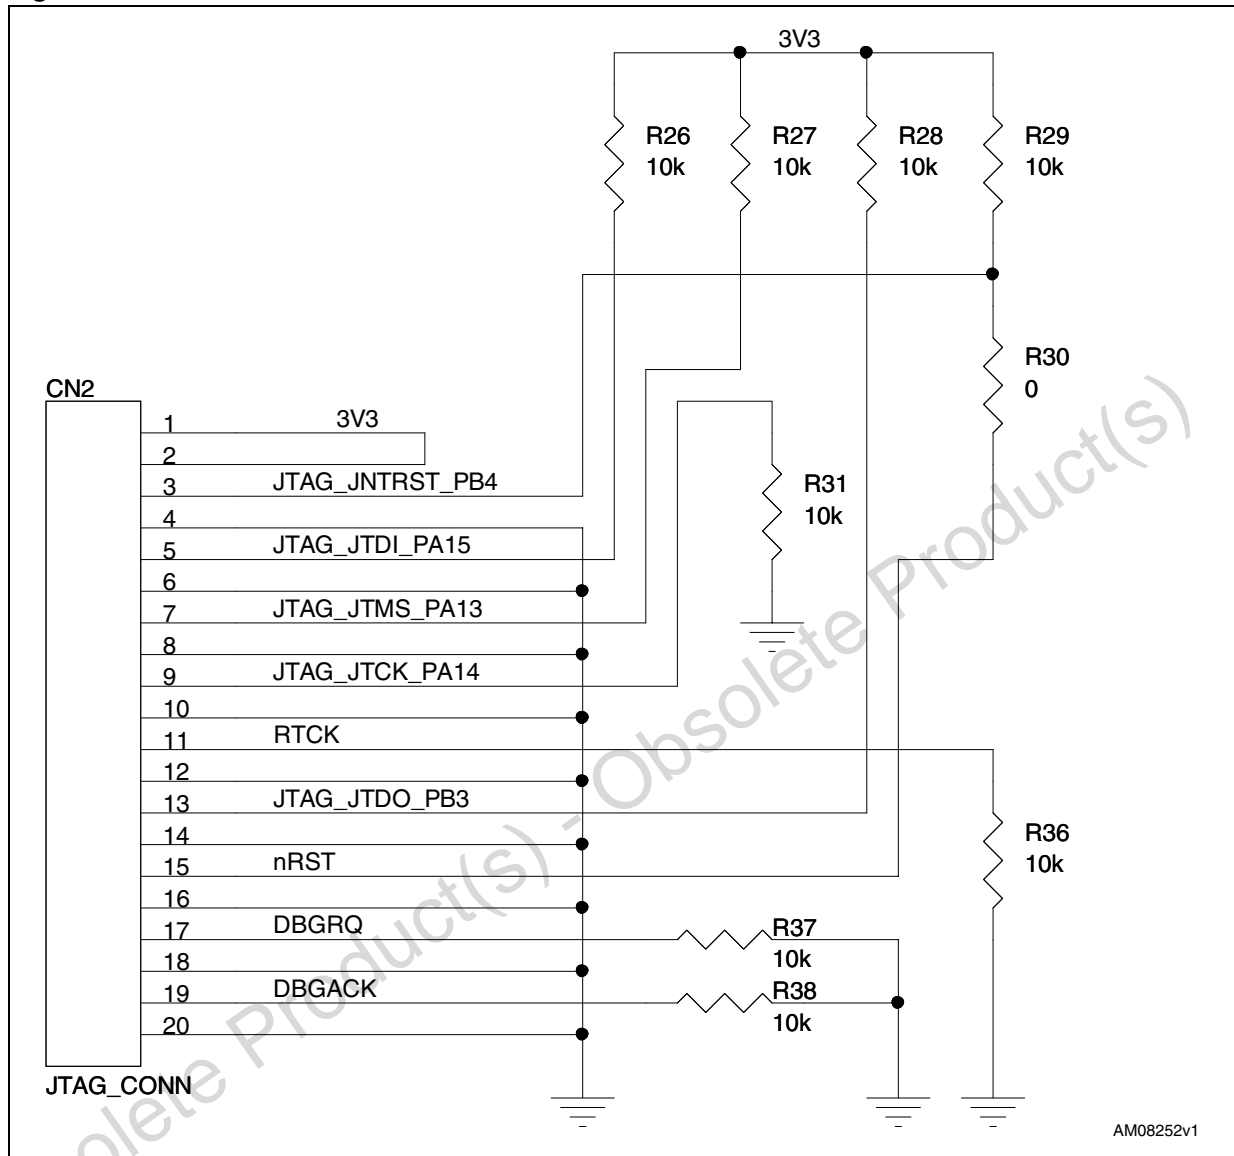 3V3
R26
10k
R27
10k
R28
10k
R29
10k
R30
0
CN2
1
3V3
2
3
JTAG_JNTRST_PB4
R31
10k
4
5
JTAG_JTDI_PA15
6
7
JTAG_JTMS_PA13
8
9
JTAG_JTCK_PA14
10
11
RTCK
12
13
JTAG_JTDO_PB3
14
15
nRST
R36
10k
16
17
DBGRQ
R37
10k
18
19
DBGACK
R38
10k
20
JTAG_CONN
AM08252v1
olete Product(s) - Obsolete Product(s)